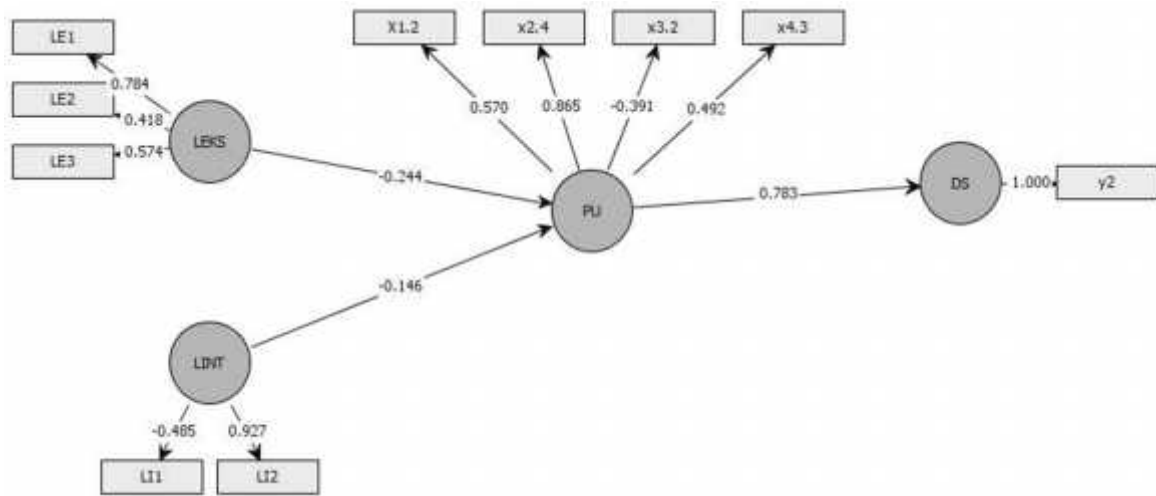 LE1
0.784
LE2
0.418
LE3
0.574
LEKS
X1.2
x2.4
x3.2
x4.3
0.570
0.865
-0.391
0.492
-0.244
PU
0.783
DS
1.000
y2
-0.146
LINT
-0.485
0.927
LI1
LI2